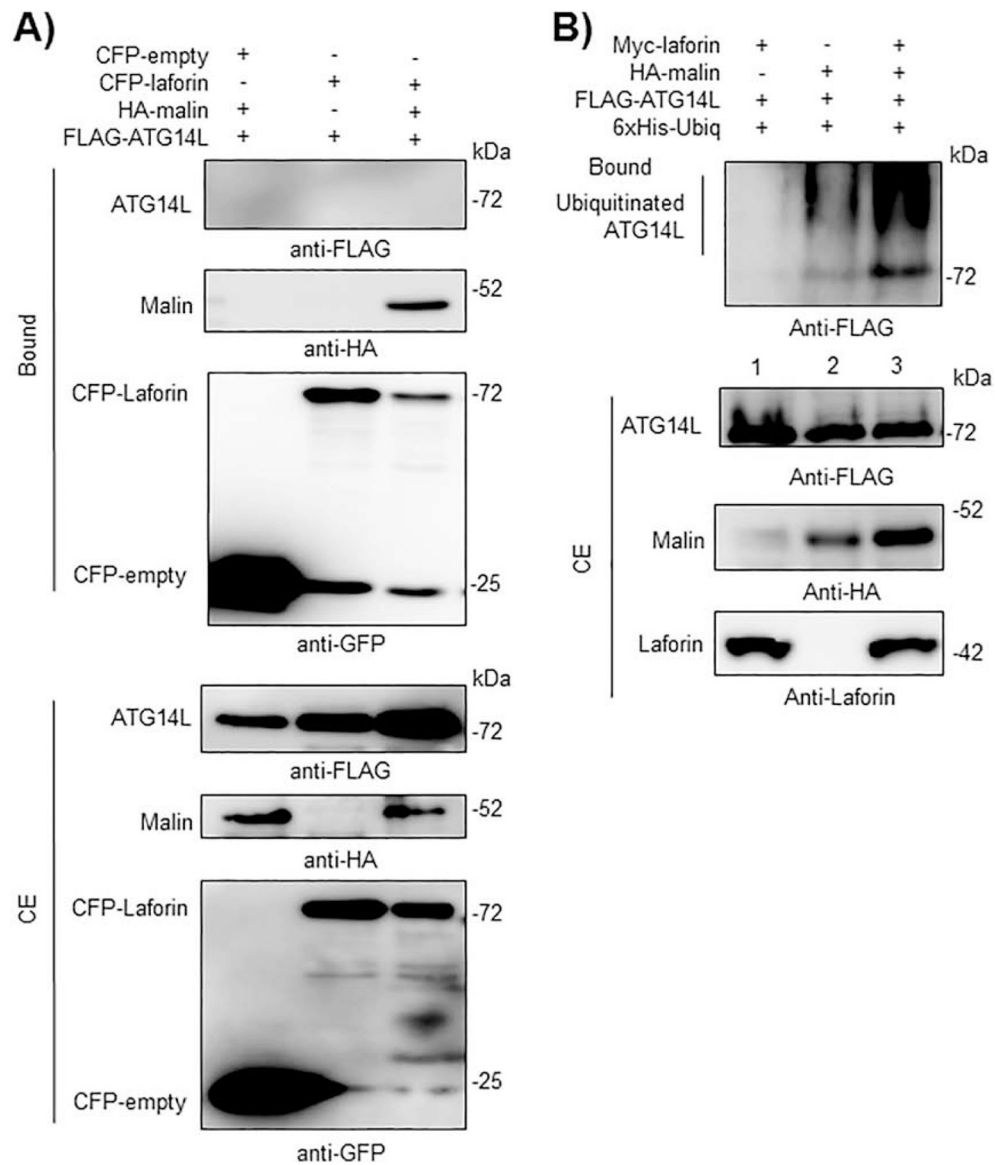 A)
CFP-empty + - -
CFP-laforin - + +
HA-malin + - +
FLAG-ATG14L + + +
kDa
Bound
ATG14L
-72
anti-FLAG
Malin
-52
anti-HA
CFP-Laforin
-72
CFP-empty
-25
anti-GFP
CE
kDa
ATG14L
-72
anti-FLAG
Malin
-52
anti-HA
CFP-Laforin
-72
CFP-empty
-25
anti-GFP
B)
Myc-laforin + - +
HA-malin - + +
FLAG-ATG14L + + +
6xHis-Ubiq + + +
Bound
kDa
Ubiquitinated
ATG14L
-72
Anti-FLAG
1 2 3
kDa
CE
ATG14L
-72
Anti-FLAG
-52
Malin
Anti-HA
Laforin
-42
Anti-Laforin